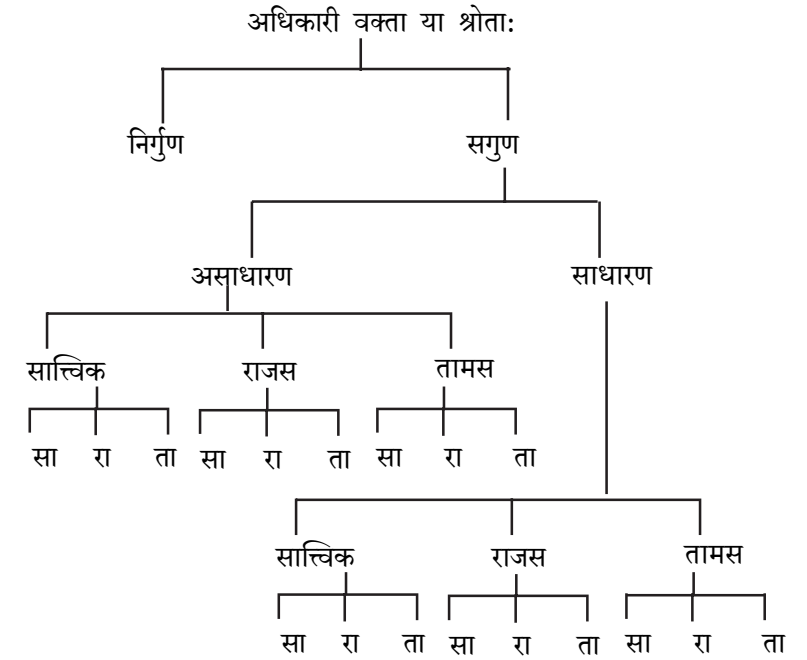 अधिकारी वक्ता या श्रोता:
निर्गुण सगुण
असाधारण साधारण
सात्त्विक राजस तामस
सा रा ता सा रा ता सा रा ता
सात्त्विक राजस तामस
सा रा ता सा रा ता सा रा ता